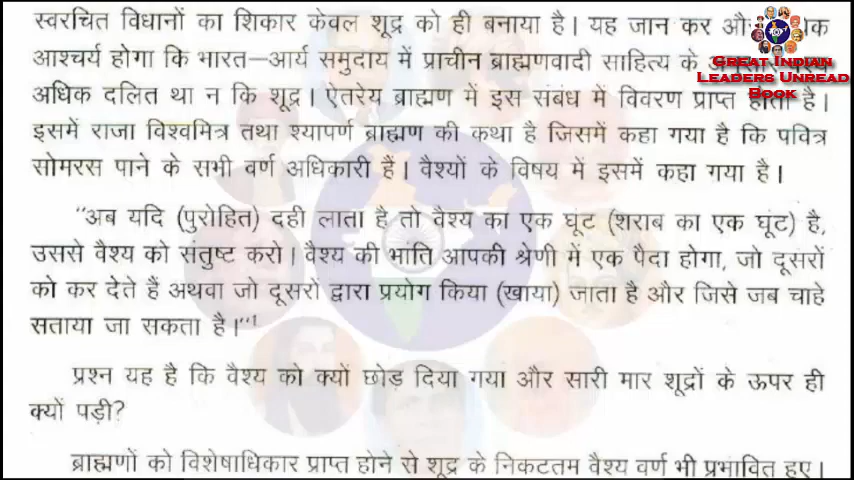 स्वरचित विधानों का शिकार केवल शूद्र को ही बनाया है। यह जान कर
आश्चर्य होगा कि भारत–आर्य समुदाय में प्राचीन ब्राह्मणवादी साहित्य के
अधिक दलित था न कि शूद्र। ऐतरेय ब्राह्मण में इस संबंध में विवरण प्राप्त होता है।
इसमें राजा विश्वमित्र तथा श्यापर्ण ब्राह्मण की कथा है जिसमें कहा गया है कि पवित्र
सोमरस पाने के सभी वर्ण अधिकारी हैं। वैश्यों के विषय में इसमें कहा गया है।
"अब यदि (पुरोहित) दही लाता है तो वैश्य का एक घूंट (शराब का एक घूंट) है,
उससे वैश्य को संतुष्ट करो। वैश्य की भांति आपकी श्रेणी में एक पैदा होगा, जो दूसरों
को कर देते हैं अथवा जो दूसरों द्वारा प्रयोग किया (खाया) जाता है और जिसे जब चाहे
सताया जा सकता है।"1
प्रश्न यह है कि वैश्य को क्यों छोड़ दिया गया और सारी मार शूद्रों के ऊपर ही
क्यों पड़ी?
ब्राह्मणों को विशेषाधिकार प्राप्त होने से शूद्र के निकटतम वैश्य वर्ण भी प्रभावित हुए।
Great Indian
Leaders Unread
Book